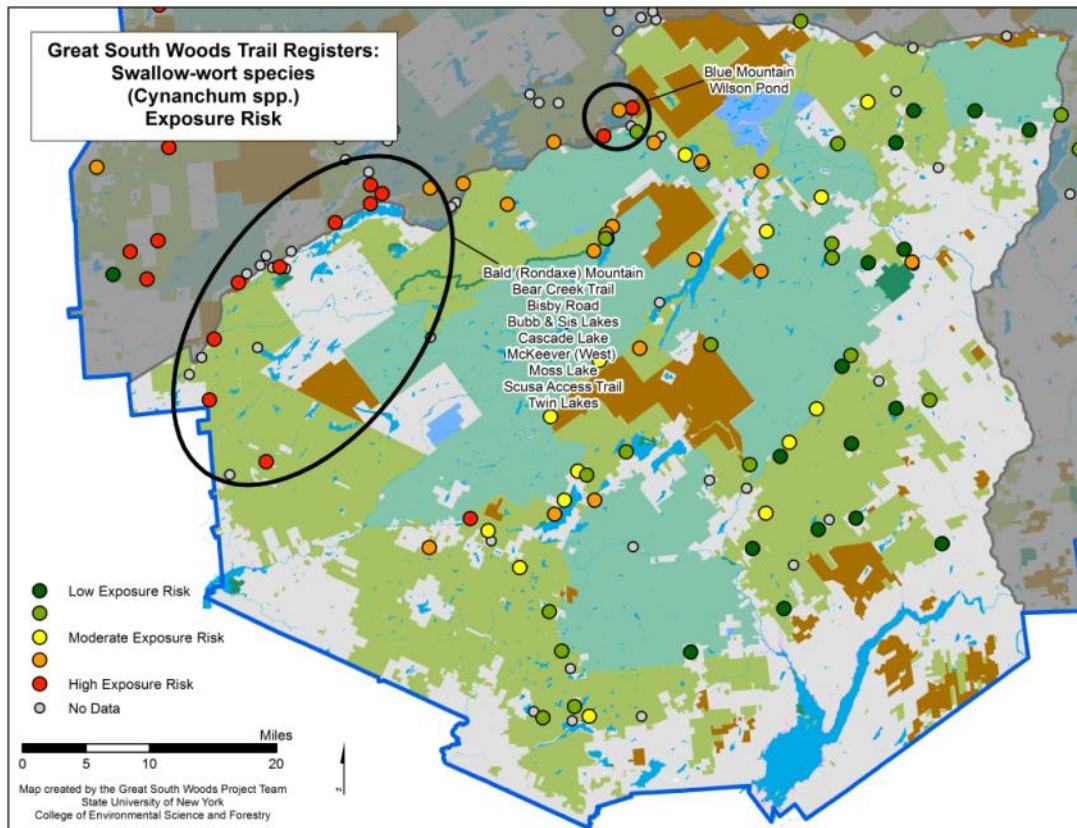 Great South Woods Trail Registers:
Swallow-wort species
(Cynanchum spp.)
Exposure Risk
Blue Mountain
Wilson Pond
Bald (Rondaxe) Mountain
Bear Creek Trail
Bisby Road
Bubb & Sis Lakes
Cascade Lake
McKeever (West)
Moss Lake
Scusa Access Trail
Twin Lakes
Low Exposure Risk
Moderate Exposure Risk
High Exposure Risk
No Data
Miles
0 5 10 20
Map created by the Great South Woods Project Team
State University of New York
College of Environmental Science and Forestry